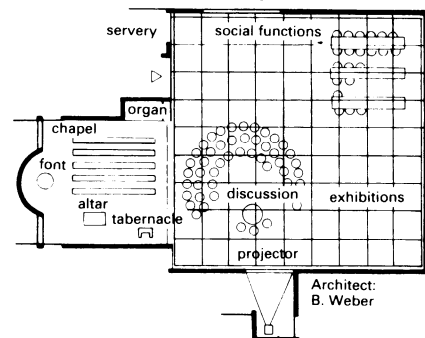 servery
social functions
organ
chapel
font
altar
tabernacle
discussion
exhibitions
projector
Architect:
B. Weber